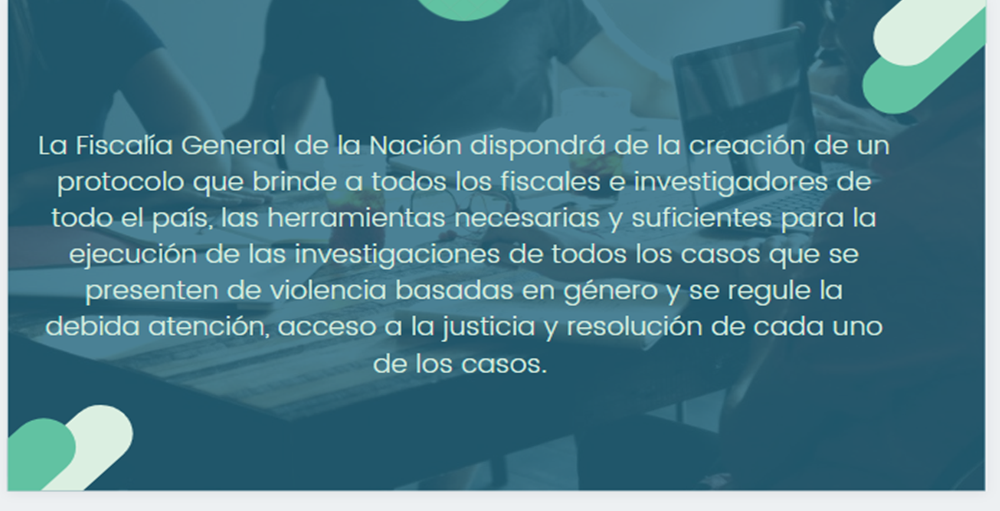 La Fiscalía General de la Nación dispondrá de la creación de un
protocolo que brinde a todos los fiscales e investigadores de
todo el país, las herramientas necesarias y suficientes para la
ejecución de las investigaciones de todos los casos que se
presenten de violencia basadas en género y se regule la
debida atención, acceso a la justicia y resolución de cada uno
de los casos.